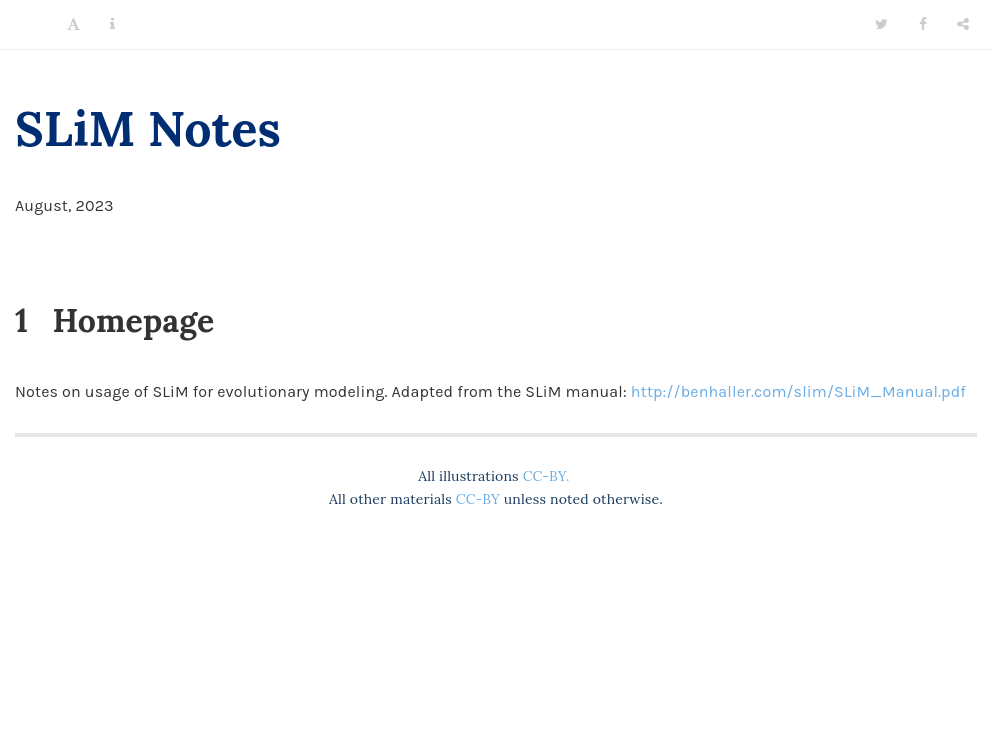 SLiM Notes
August, 2023
1 Homepage
Notes on usage of SLiM for evolutionary modeling. Adapted from the SLiM manual: http://benhaller.com/slim/SLiM_Manual.pdf
All illustrations CC-BY.
All other materials CC-BY unless noted otherwise.